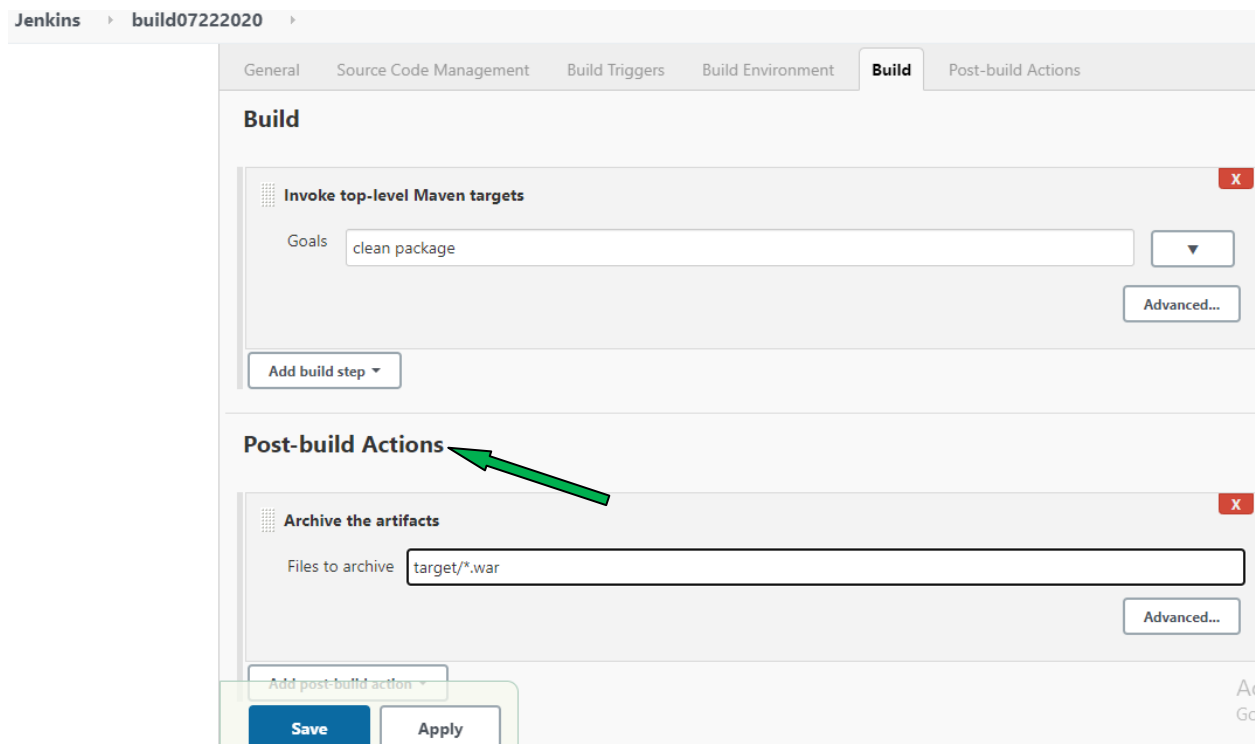 Jenkins build07222020
General Source Code Management Build Triggers Build Environment Build Post-build Actions
Build
X
Invoke top-level Maven targets
Goals clean package
Advanced...
Add build step
Post-build Actions
X
Archive the artifacts
Files to archive target/*.war
Advanced...
Add post-build action
Save Apply